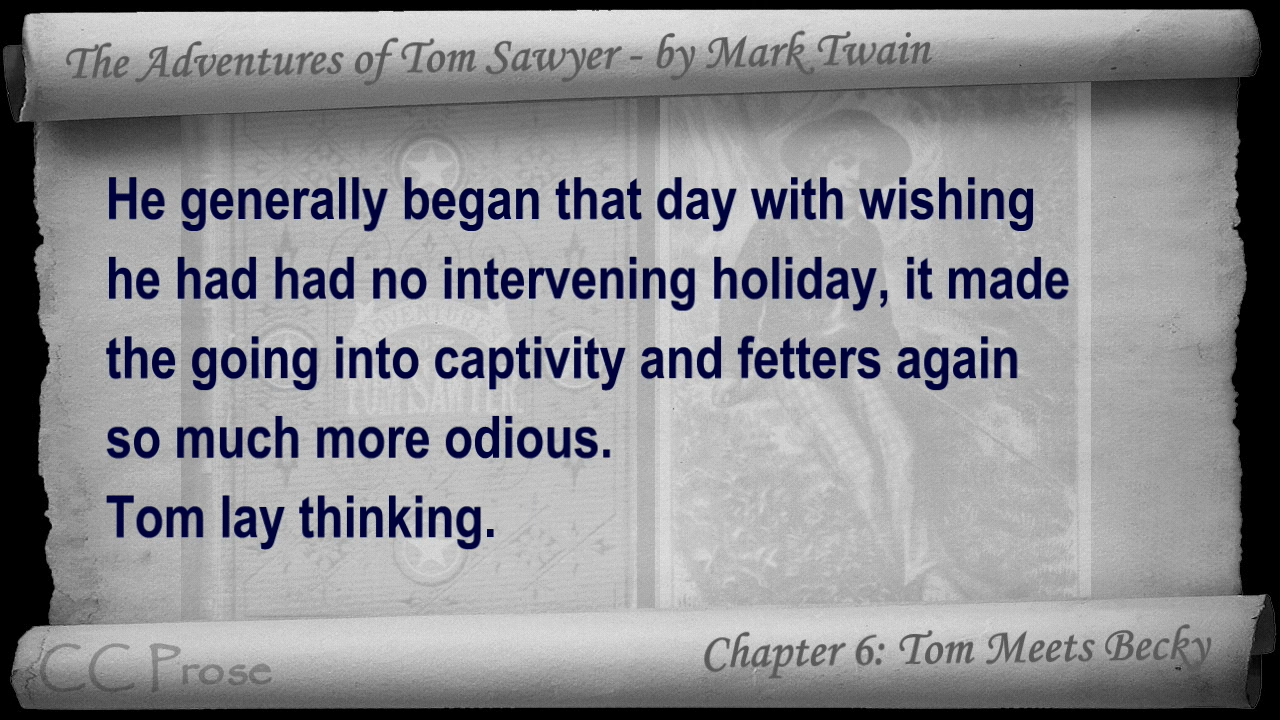 The Adventures of Tom Sawyer - by Mark Twain
He generally began that day with wishing
he had had no intervening holiday, it made
the going into captivity and fetters again
so much more odious.
Tom lay thinking.
CC Prose
Chapter 6: Tom Meets Becky